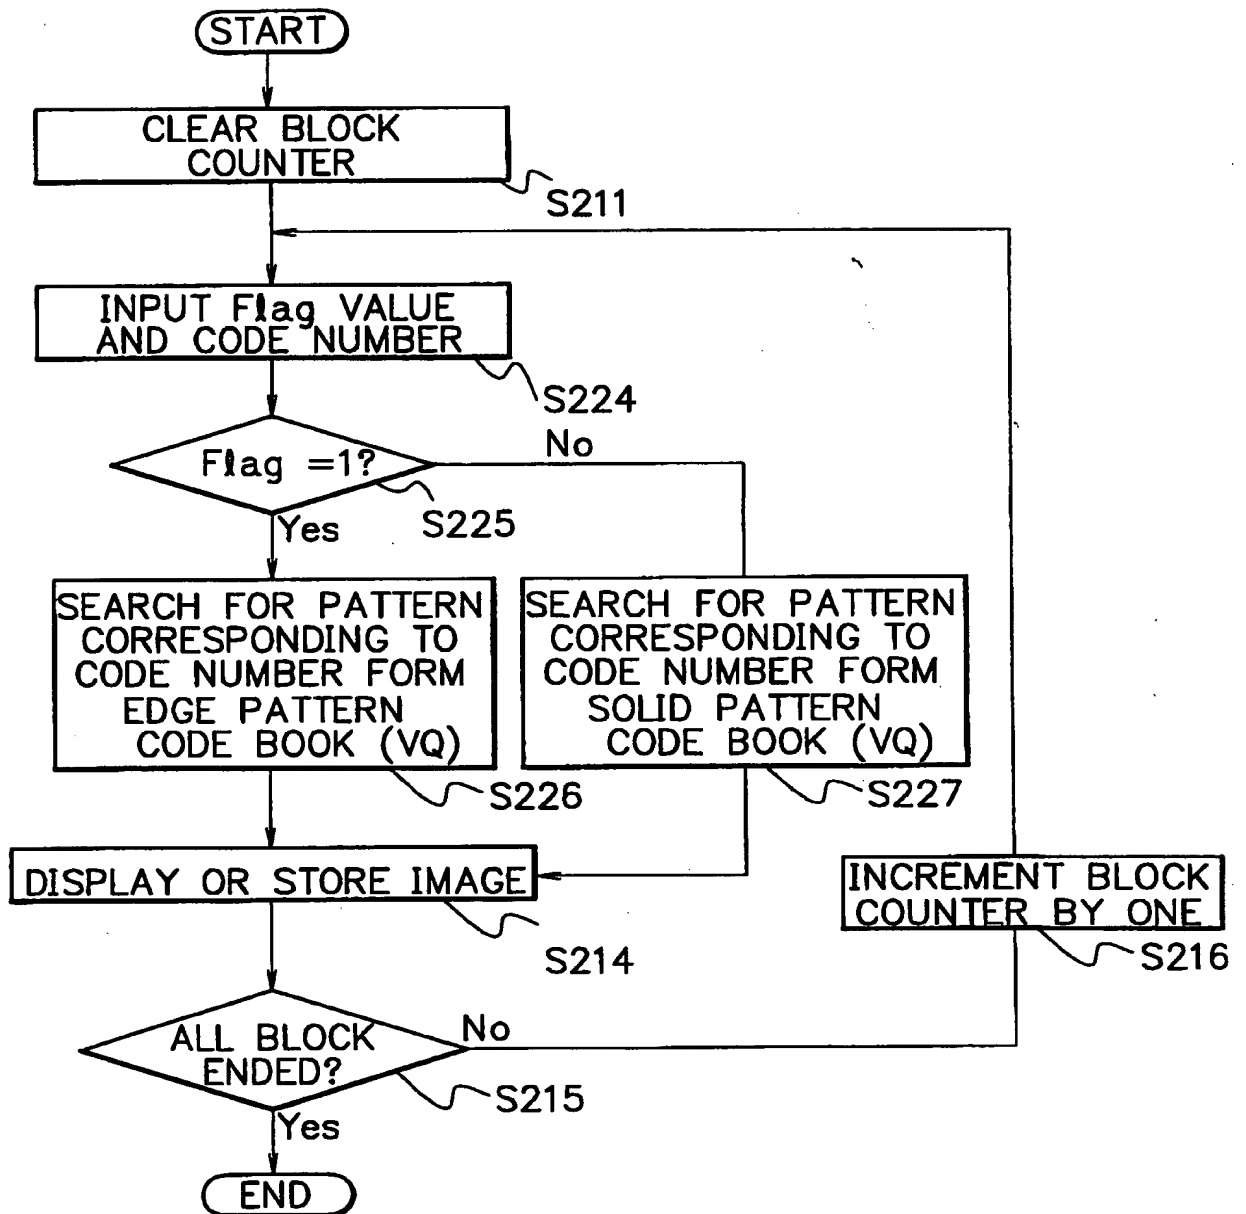 START
CLEAR BLOCK
COUNTER
S211
INPUT Flag VALUE
AND CODE NUMBER
S224
Flag =1?
No
S225
Yes
SEARCH FOR PATTERN
CORRESPONDING TO
CODE NUMBER FORM
EDGE PATTERN
CODE BOOK (VQ)
S226
SEARCH FOR PATTERN
CORRESPONDING TO
CODE NUMBER FORM
SOLID PATTERN
CODE BOOK (VQ)
S227
DISPLAY OR STORE IMAGE
S214
INCREMENT BLOCK
COUNTER BY ONE
S216
ALL BLOCK
ENDED?
No
S215
Yes
END